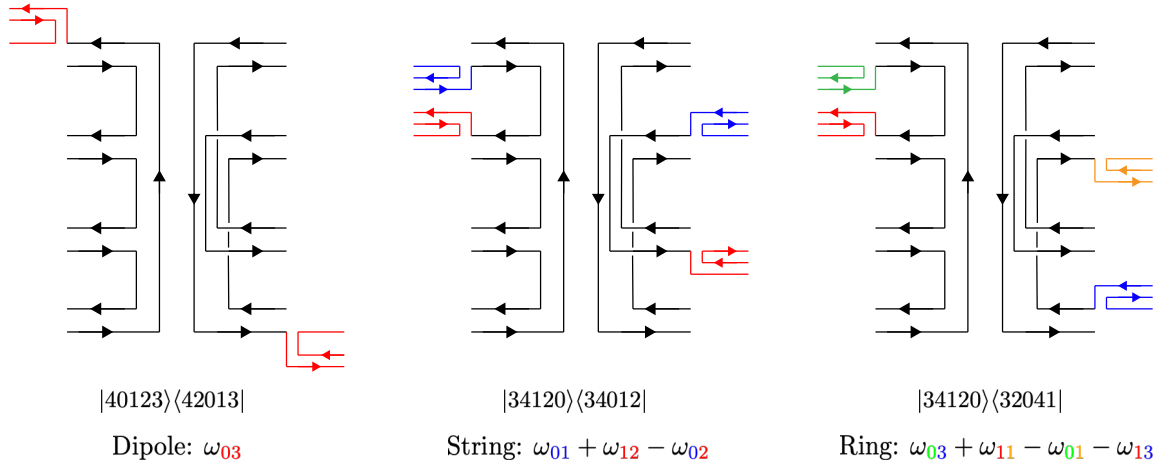 |40123⟩⟨42013|
|34120⟩⟨34012|
|34120⟩⟨32041|
Dipole: ω₀₃
String: ω₀₁ + ω₁₂ − ω₀₂
Ring: ω₀₃ + ω₁₁ − ω₀₁ − ω₁₃